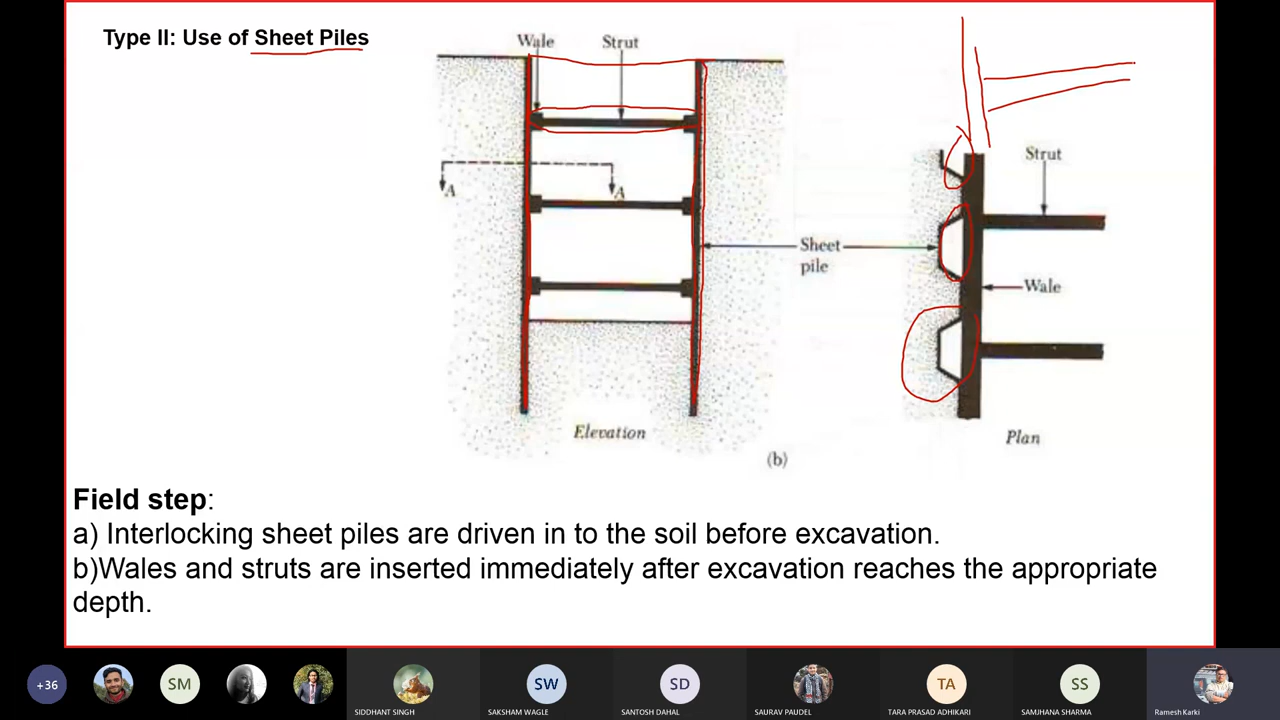 Type II: Use of Sheet Piles
Wale
Strut
A
A
Strut
Sheet
pile
Wale
Elevation
Plan
(b)
Field step:
a) Interlocking sheet piles are driven in to the soil before excavation.
b)Wales and struts are inserted immediately after excavation reaches the appropriate
depth.
+36
SM
SW
SD
TA
SS
SIDDHANT SINGH
SAKSHAM WAGLE
SANTOSH DAHAL
SAURAV PAUDEL
TARA PRASAD ADHIKARI
SAMJHANA SHARMA
Ramesh Karki